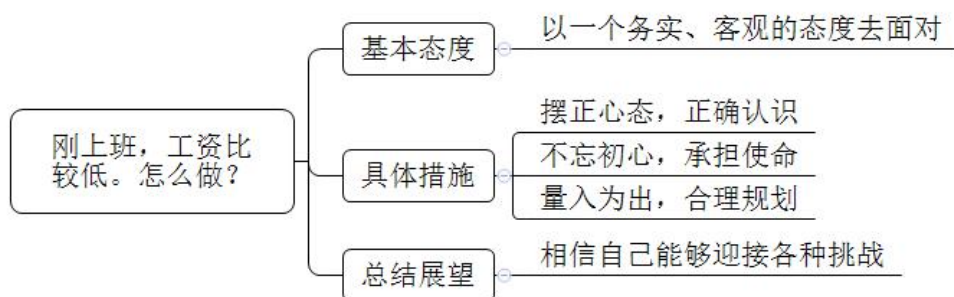 刚上班，工资比
较低。怎么做？
基本态度
以一个务实、客观的态度去面对
具体措施
摆正心态，正确认识
不忘初心，承担使命
量入为出，合理规划
总结展望
相信自己能够迎接各种挑战